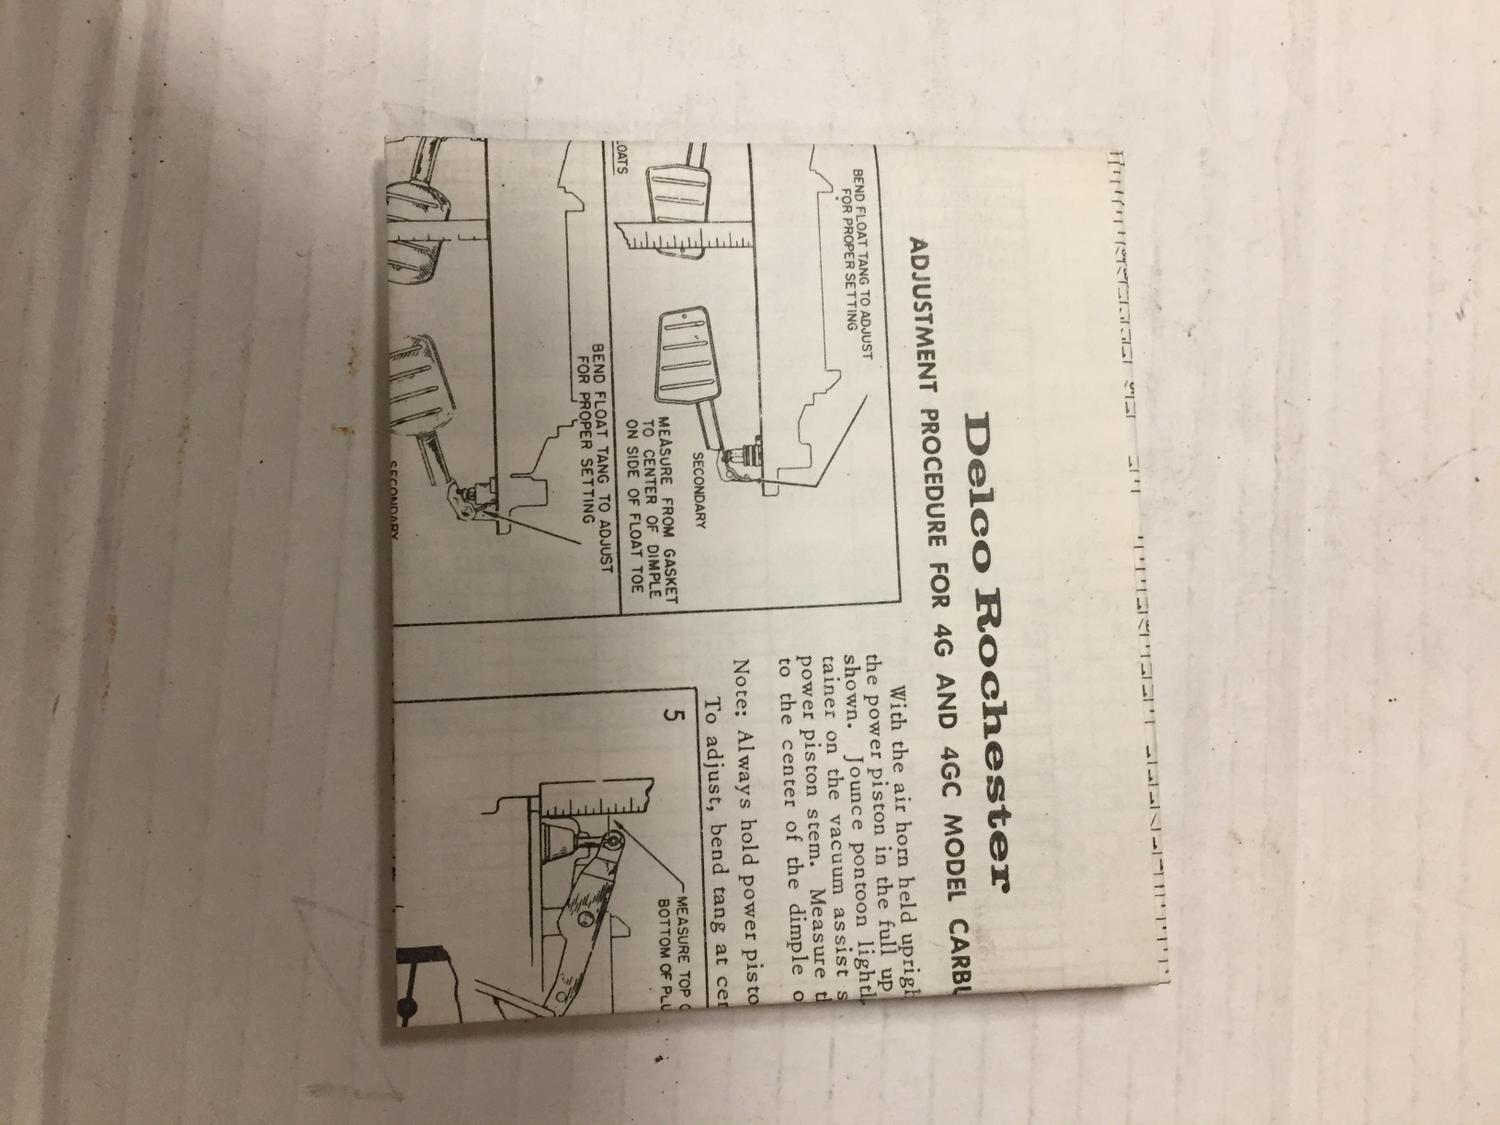 Delco Rochester
ADJUSTMENT PROCEDURE FOR 4G AND 4GC MODEL CARBU
BEND FLOAT TANG TO ADJUST
FOR PROPER SETTING
SECONDARY
MEASURE FROM GASKET
TO CENTER OF DIMPLE
ON SIDE OF FLOAT TOE
LOATS
BEND FLOAT TANG TO ADJUST
FOR PROPER SETTING
SECONDARY
With the air horn held uprigh
the power piston in the full up
shown. Jounce pontoon lightl
tainer on the vacuum assist s
power piston stem. Measure t
to the center of the dimple o
Note: Always hold power pisto
To adjust, bend tang at cen
5
MEASURE TOP O
BOTTOM OF PLU